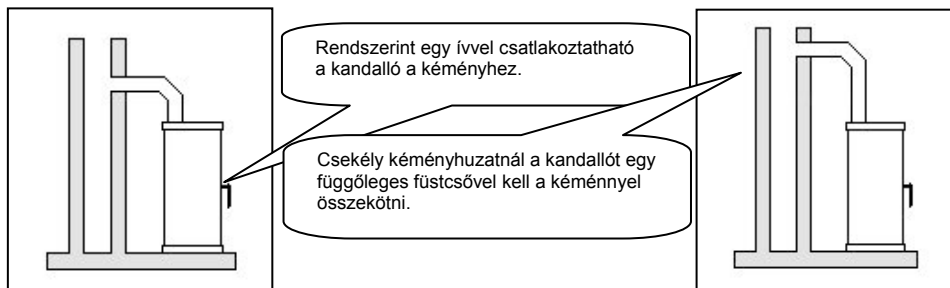 Rendszerint egy ívvel csatlakoztatható
a kandalló a kéményhez.
Csekély kéményhuzatnál a kandallót egy
függőleges füstcsővel kell a kéménnyel
összekötni.